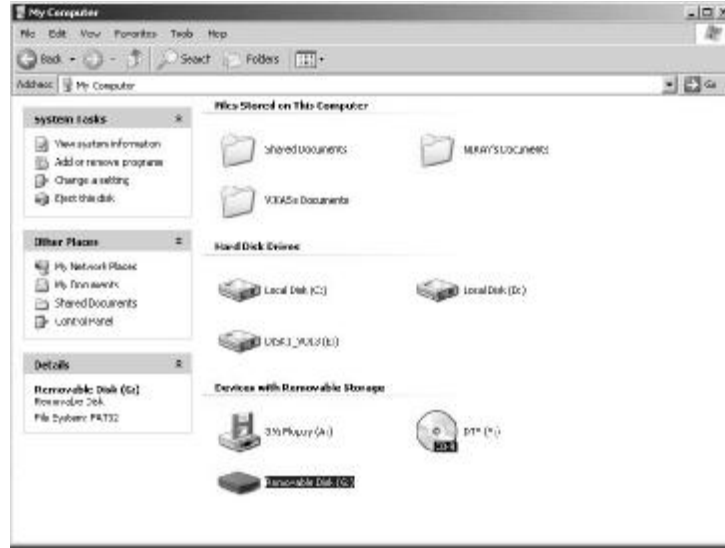 My Computer
File Edit View Favorites Tools Help
Back Search Folders
Address My Computer Go
System Tasks
View system information
Add or remove programs
Change a setting
Eject this disk
Other Places
My Network Places
My Documents
Shared Documents
Control Panel
Details
Removable Disk (G:)
Removable Disk
File System: FAT32
Files Stored on This Computer
Shared Documents
Documents
VIKAS's Documents
Hard Disk Drives
Local Disk (C:)
Local Disk (D:)
(E:)
Devices with Removable Storage
3½ Floppy (A:)
CD-R
Removable Disk (G:)